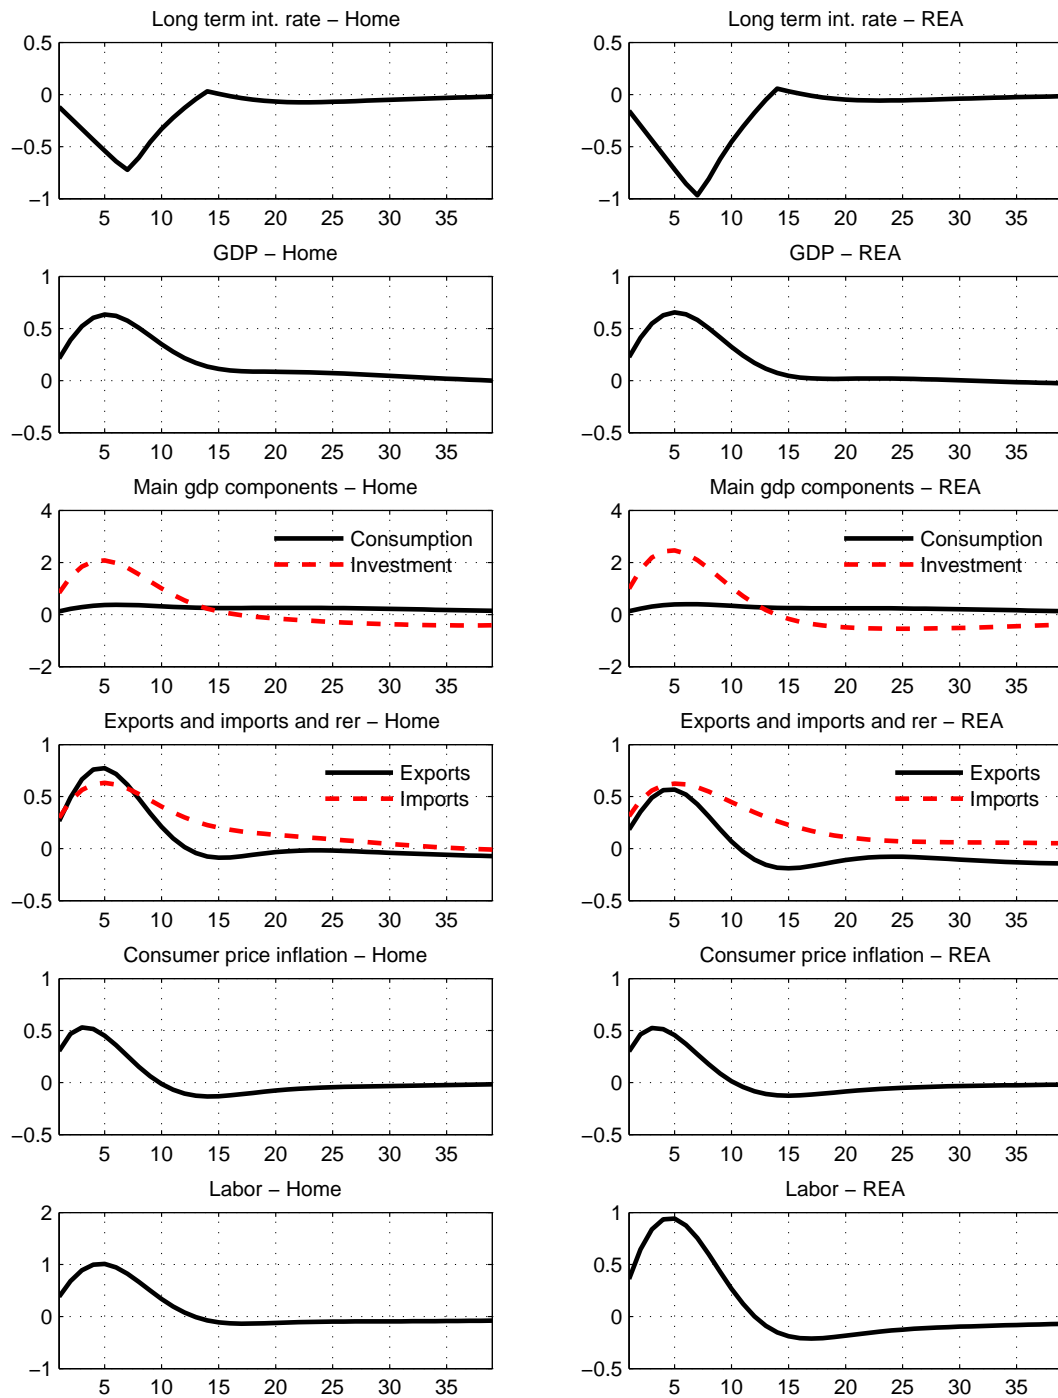 Long term int. rate − Home
0.5
0
−0.5
−1
5 10 15 20 25 30 35
Long term int. rate − REA
0.5
0
−0.5
−1
5 10 15 20 25 30 35
GDP − Home
1
0.5
0
−0.5
5 10 15 20 25 30 35
GDP − REA
1
0.5
0
−0.5
5 10 15 20 25 30 35
Main gdp components − Home
4
2
0
−2
Consumption
Investment
5 10 15 20 25 30 35
Main gdp components − REA
4
2
0
−2
Consumption
Investment
5 10 15 20 25 30 35
Exports and imports and rer − Home
1
0.5
0
−0.5
Exports
Imports
5 10 15 20 25 30 35
Exports and imports and rer − REA
1
0.5
0
−0.5
Exports
Imports
5 10 15 20 25 30 35
Consumer price inflation − Home
1
0.5
0
−0.5
5 10 15 20 25 30 35
Consumer price inflation − REA
1
0.5
0
−0.5
5 10 15 20 25 30 35
Labor − Home
2
1
0
−1
5 10 15 20 25 30 35
Labor − REA
1
0.5
0
−0.5
5 10 15 20 25 30 35